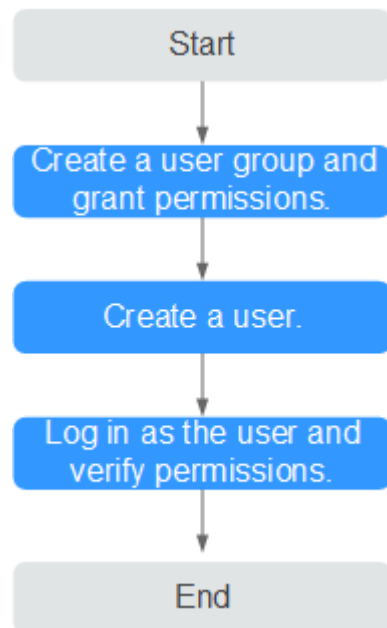 Start
Create a user group and
grant permissions.
Create a user.
Log in as the user and
verify permissions.
End